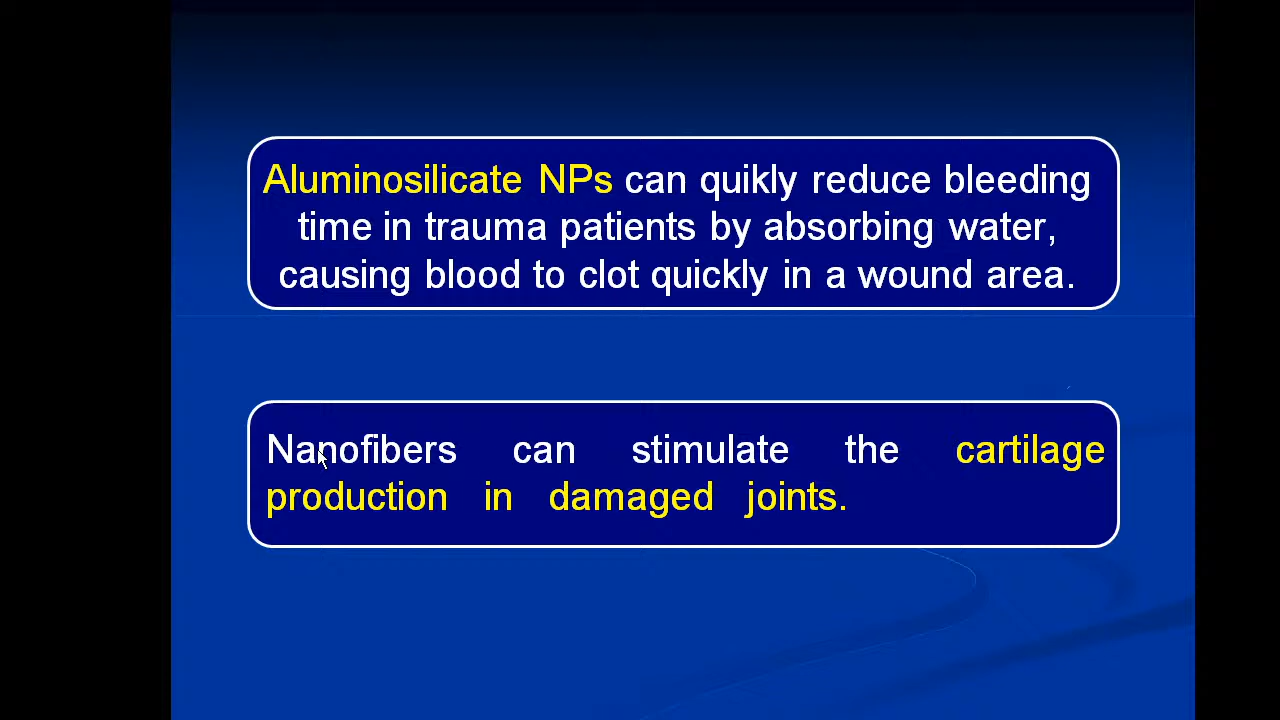 Aluminosilicate NPs can quikly reduce bleeding
time in trauma patients by absorbing water,
causing blood to clot quickly in a wound area.
Nanofibers can stimulate the cartilage
production in damaged joints.